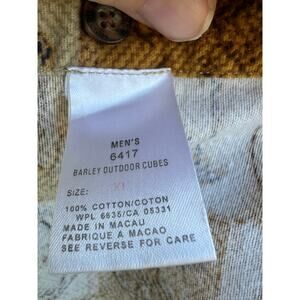 MEN'S
6417
BARLEY OUTDOOR CUBES
SIZE: XL
100% COTTON/COTON
WPL 6635/CA 05331
MADE IN MACAU
FABRIQUE A MACAO
SEE REVERSE FOR CARE